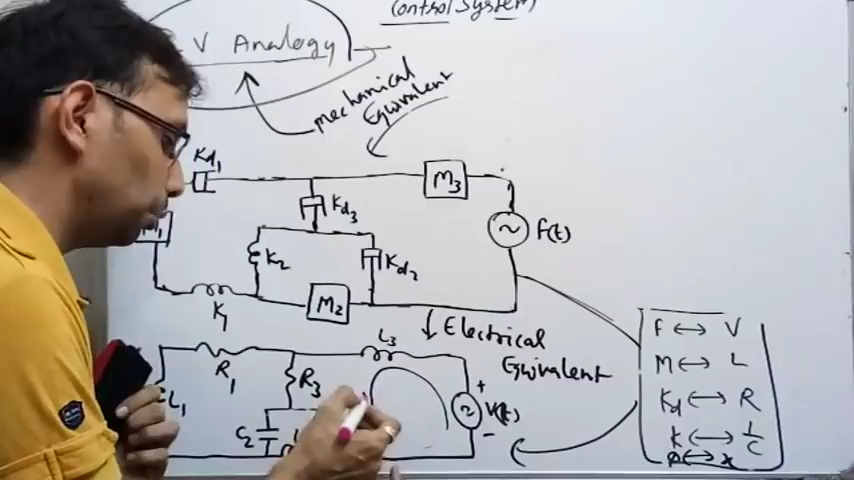 (Control System)
V Analogy
mechanical
Equivalent
Kd1
M3
Kd3
f(t)
K2
Kd2
M2
K1
Electrical
Equivalent
L3
R1
R3
L1
C2
V(t)
+
-
f ↔ V
M ↔ L
Kd ↔ R
K ↔ 1/C